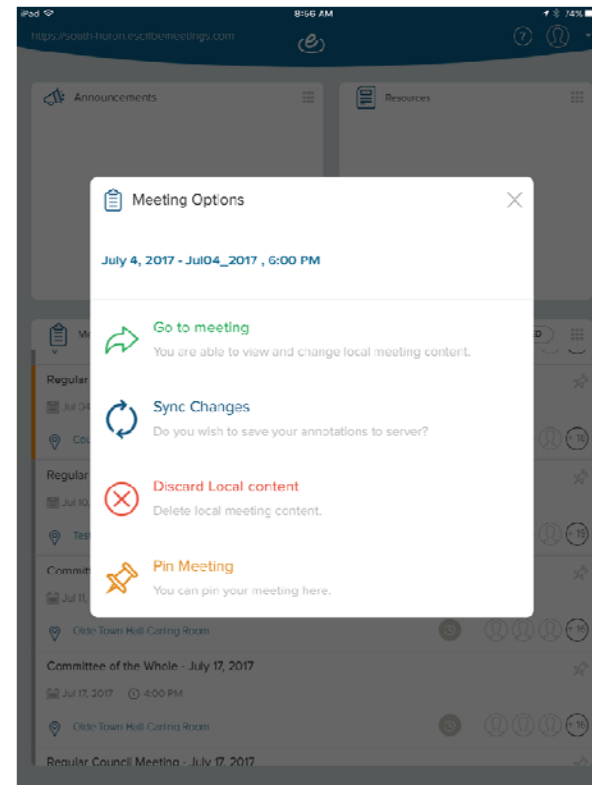 iPad
8:56 AM
74%
https://south-huron.escribemeetings.com
Announcements
Resources
Meeting Options
July 4, 2017 - Jul04_2017 , 6:00 PM
Go to meeting
You are able to view and change local meeting content.
Sync Changes
Do you wish to save your annotations to server?
Discard Local content
Delete local meeting content.
Pin Meeting
You can pin your meeting here.
Regular
Jul 04
Regular
Jul 10,
+ 19
Jul 11,
Olde Town Hall-Carling Room
+ 16
Committee of the Whole - July 17, 2017
Jul 17, 2017 4:00 PM
Olde Town Hall-Carling Room
+ 16
Regular Council Meeting - July 17, 2017